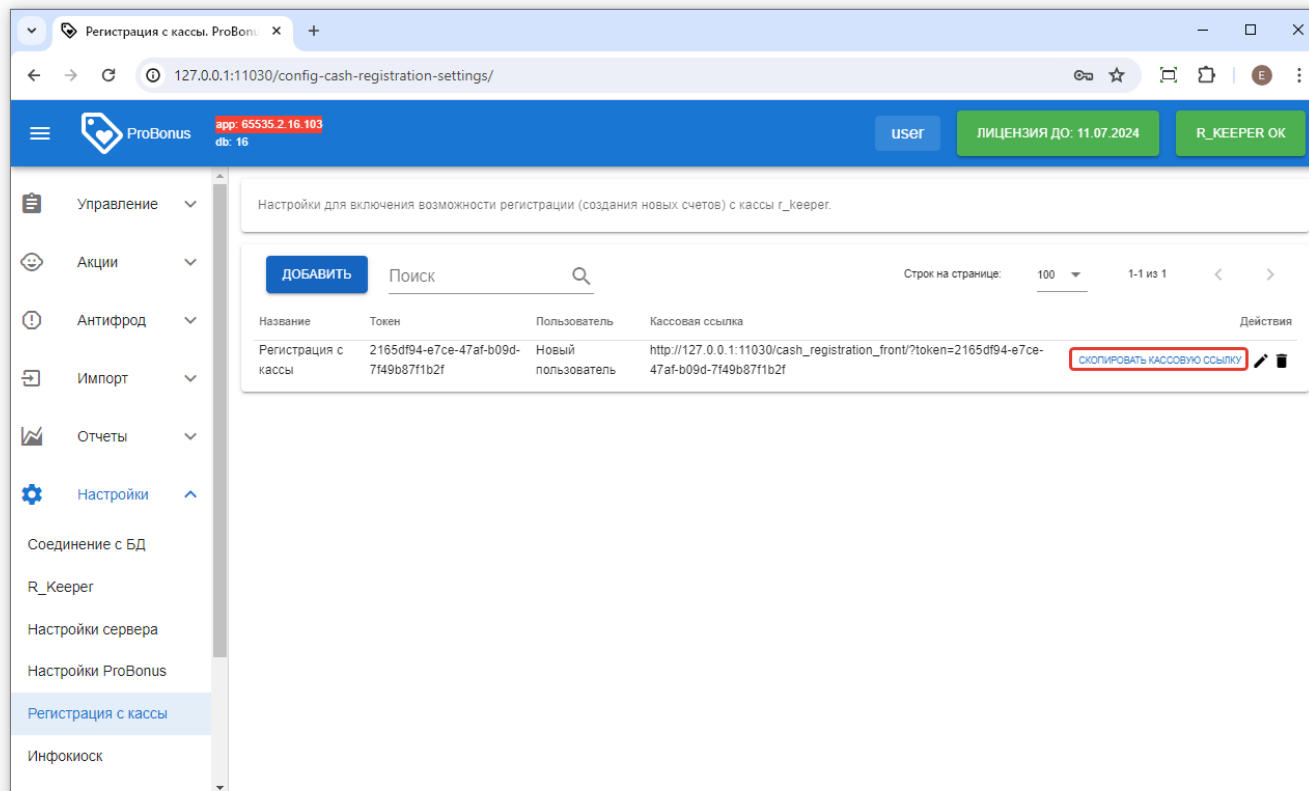 Регистрация с кассы. ProBonu
127.0.0.1:11030/config-cash-registration-settings/
E
ProBonus
app: 65535.2.16.103
db: 16
user
ЛИЦЕНЗИЯ ДО: 11.07.2024
R_KEEPER OK
Управление
Акции
Антифрод
Импорт
Отчеты
Настройки
Соединение с БД
R_Keeper
Настройки сервера
Настройки ProBonus
Регистрация с кассы
Инфокиоск
Настройки для включения возможности регистрации (создания новых счетов) с кассы r_keeper.
ДОБАВИТЬ
Поиск
Строк на странице:
100
1-1 из 1
Название Токен Пользователь Кассовая ссылка Действия
Регистрация с 2165df94-e7ce-47af-b09d- Новый http://127.0.0.1:11030/cash_registration_front/?token=2165df94-e7ce- СКОПИРОВАТЬ КАССОВУЮ ССЫЛКУ
кассы 7f49b87f1b2f пользователь 47af-b09d-7f49b87f1b2f